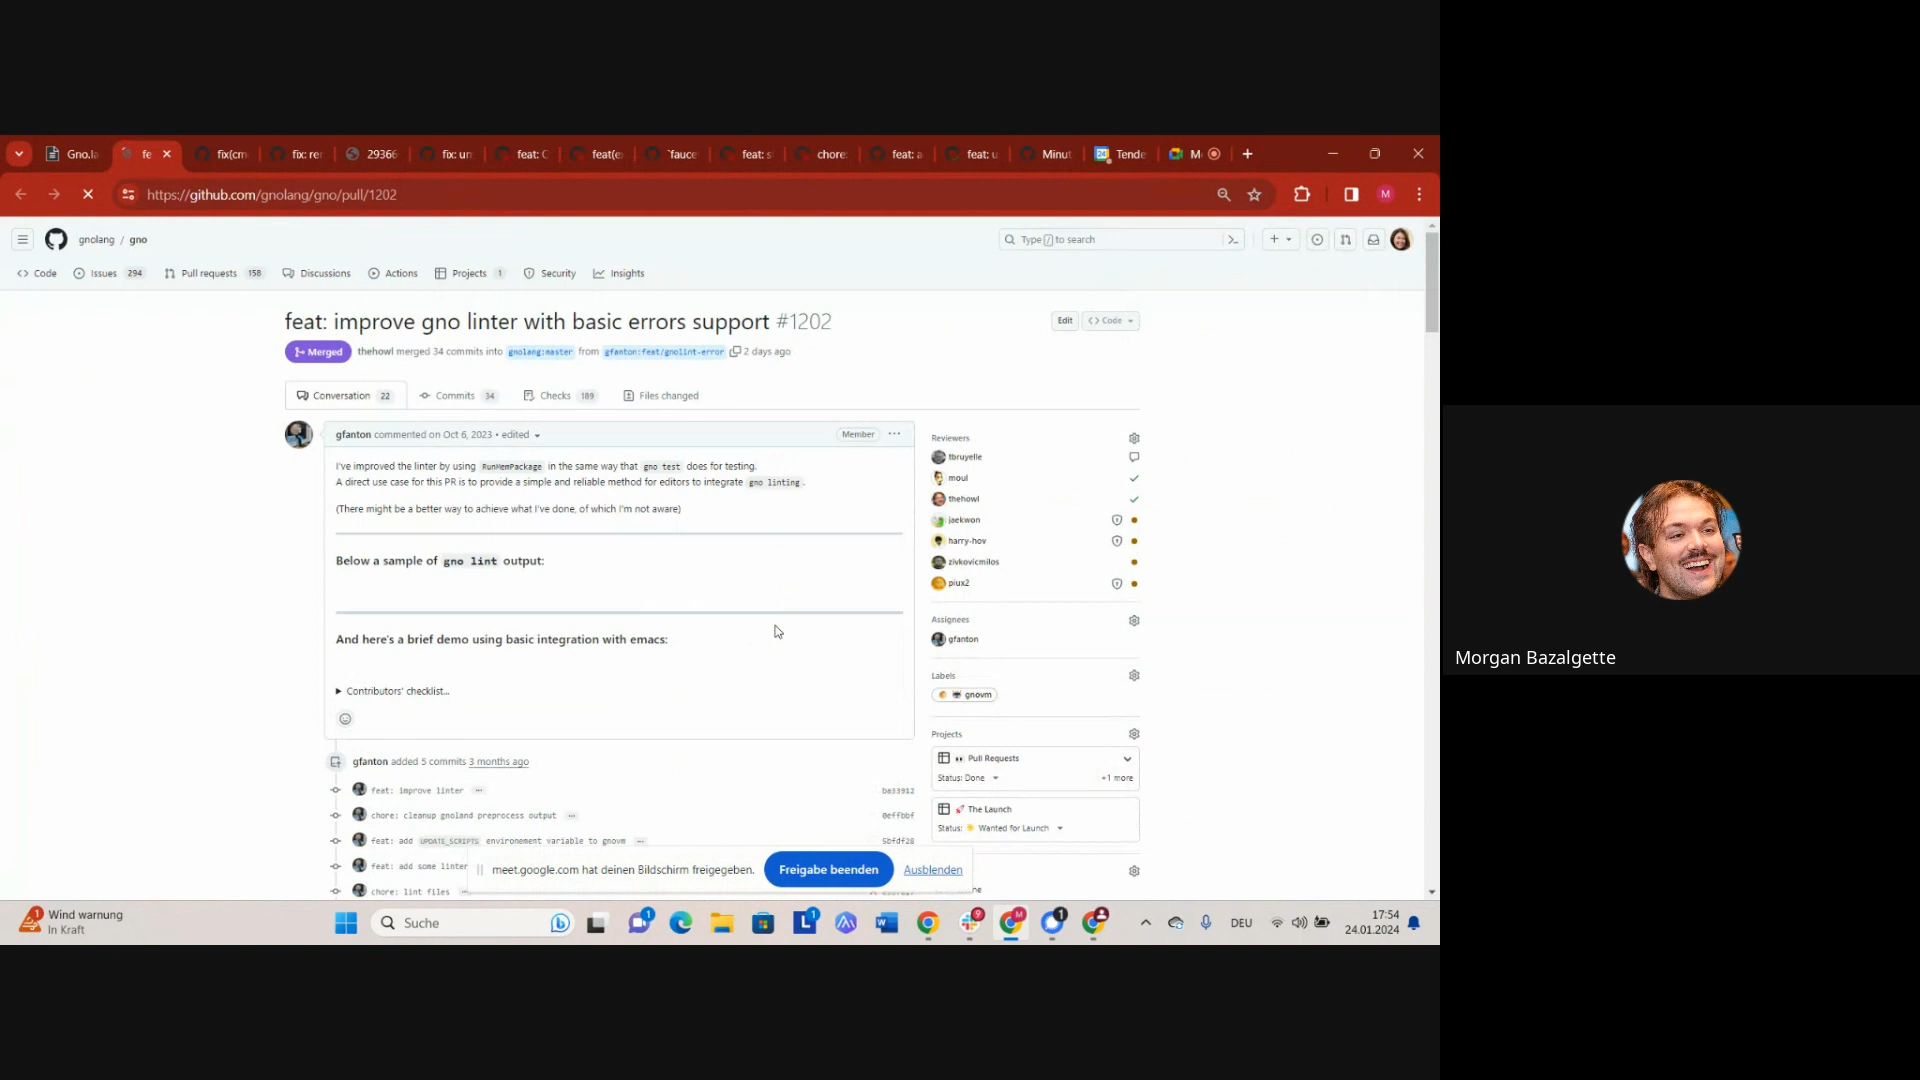 Gno.la
fe
fix(cm
fix: rer
29366
fix: un
feat: C
feat(e
`fauce
feat: s
chore:
feat: a
feat: u
Minut
Tende
M
https://github.com/gnolang/gno/pull/1202
M
gnolang / gno
Type / to search
Code
Issues 294
Pull requests 158
Discussions
Actions
Projects 1
Security
Insights
feat: improve gno linter with basic errors support #1202
Edit
<> Code
Merged
thehowl merged 34 commits into gnolang:master from gfanton:feat/gnolint-error 2 days ago
Conversation 22
Commits 34
Checks 189
Files changed
gfanton commented on Oct 6, 2023 • edited
Member
I've improved the linter by using RunMemPackage in the same way that gno test does for testing.
A direct use case for this PR is to provide a simple and reliable method for editors to integrate gno linting.
(There might be a better way to achieve what I've done, of which I'm not aware)
Below a sample of gno lint output:
And here's a brief demo using basic integration with emacs:
Contributors' checklist...
gfanton added 5 commits 3 months ago
feat: improve linter
ba33912
chore: cleanup gnoland preprocess output
0effbbf
feat: add UPDATE_SCRIPTS environement variable to gnovm
5bfdf28
feat: add some linter
chore: lint files
Reviewers
tbruyelle
moul
thehowl
jaekwon
harry-hov
zivkovicmilos
piux2
Assignees
gfanton
Labels
gnovm
Projects
Pull Requests
Status: Done
+1 more
The Launch
Status: Wanted for Launch
ne
meet.google.com hat deinen Bildschirm freigegeben.
Freigabe beenden
Ausblenden
Wind warnung
In Kraft
Suche
DEU
17:54
24.01.2024
Morgan Bazalgette